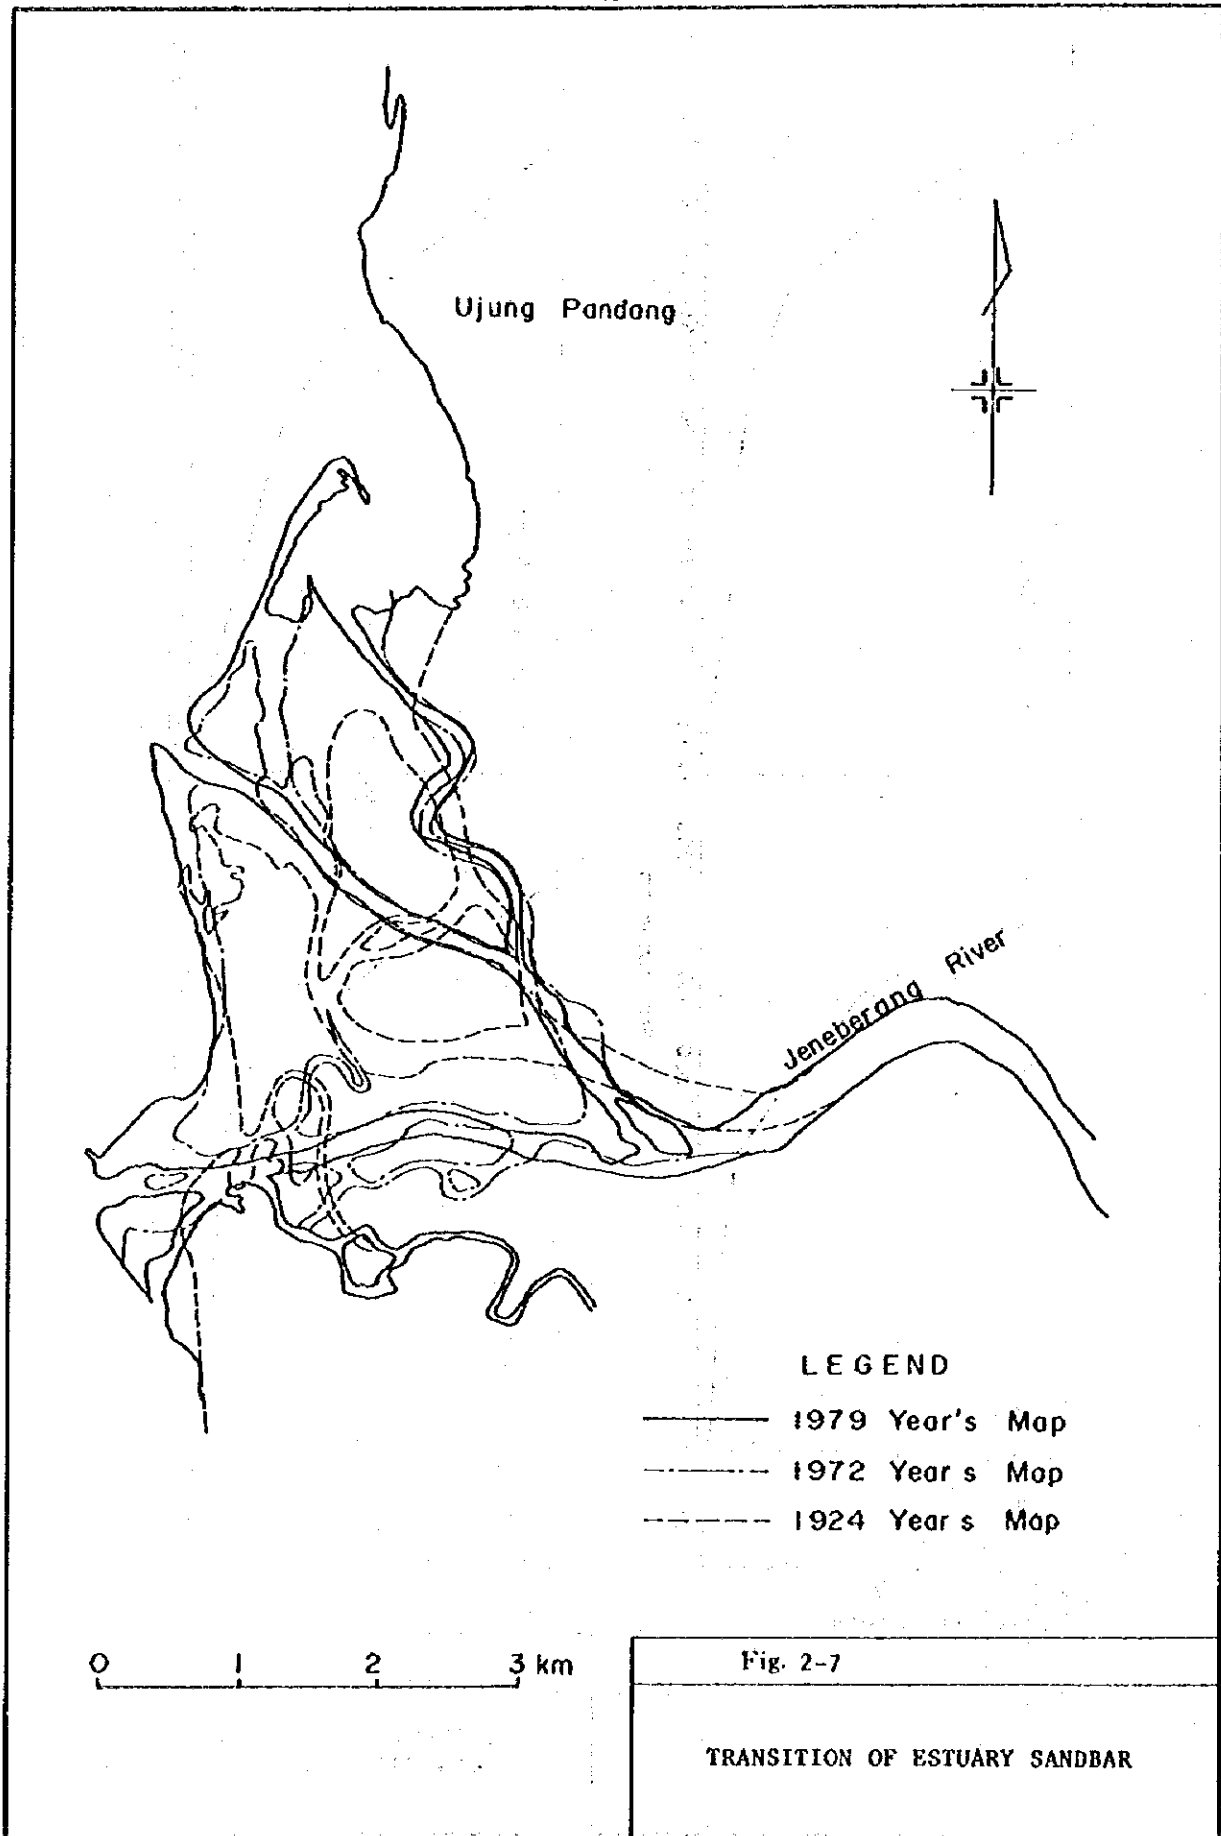 Ujung Pandang
Jeneberang River
LEGEND
1979 Year's Map
1972 Year s Map
1924 Year s Map
0 1 2 3 km
Fig. 2-7
TRANSITION OF ESTUARY SANDBAR